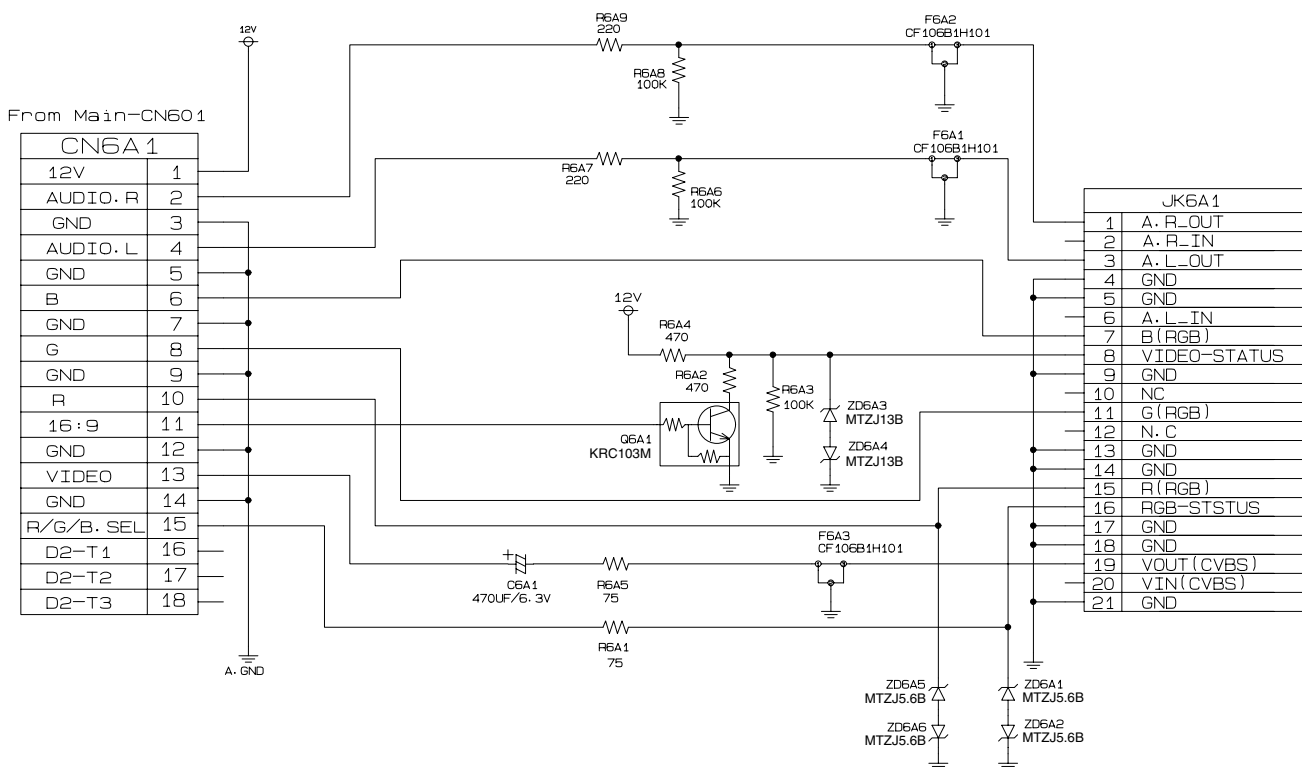 12V
R6A9
220
F6A2
CF106B1H101
R6A8
100K
From Main-CN601
CN6A1
12V 1
AUDIO.R 2
GND 3
AUDIO.L 4
GND 5
B 6
GND 7
G 8
GND 9
R 10
16:9 11
GND 12
VIDEO 13
GND 14
R/G/B.SEL 15
D2-T1 16
D2-T2 17
D2-T3 18
A.GND
R6A7
220
R6A6
100K
F6A1
CF106B1H101
12V
R6A4
470
R6A2
470
R6A3
100K
Q6A1
KRC103M
ZD6A3
MTZJ13B
ZD6A4
MTZJ13B
+
C6A1
470UF/6.3V
R6A5
75
F6A3
CF106B1H101
R6A1
75
ZD6A5
MTZJ5.6B
ZD6A6
MTZJ5.6B
ZD6A1
MTZJ5.6B
ZD6A2
MTZJ5.6B
JK6A1
1 A.R_OUT
2 A.R_IN
3 A.L_OUT
4 GND
5 GND
6 A.L_IN
7 B(RGB)
8 VIDEO-STATUS
9 GND
10 NC
11 G(RGB)
12 N.C
13 GND
14 GND
15 R(RGB)
16 RGB-STSTUS
17 GND
18 GND
19 VOUT(CVBS)
20 VIN(CVBS)
21 GND